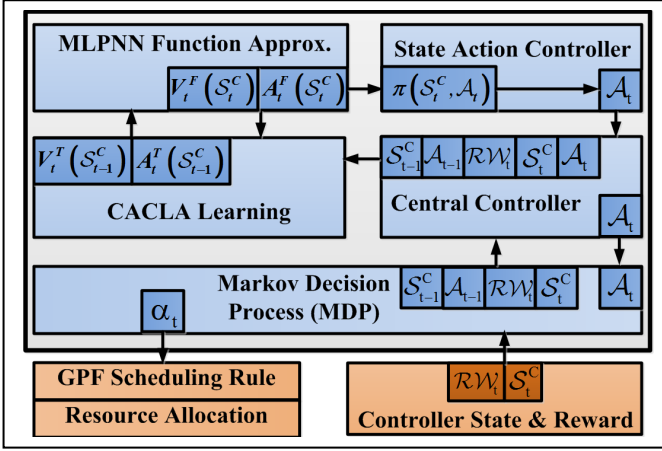 MLPNN Function Approx.
V_t^F(S_t^C) A_t^F(S_t^C)
State Action Controller
π(S_t^C, A_t) A_t
V_t^T(S_{t-1}^C) A_t^T(S_{t-1}^C)
CACLA Learning
S_{t-1}^C A_{t-1} RW_t S_t^C A_t
Central Controller
A_t
Markov Decision
Process (MDP)
S_{t-1}^C A_{t-1} RW_t S_t^C A_t
α_t
GPF Scheduling Rule
Resource Allocation
RW_t S_t^C
Controller State & Reward